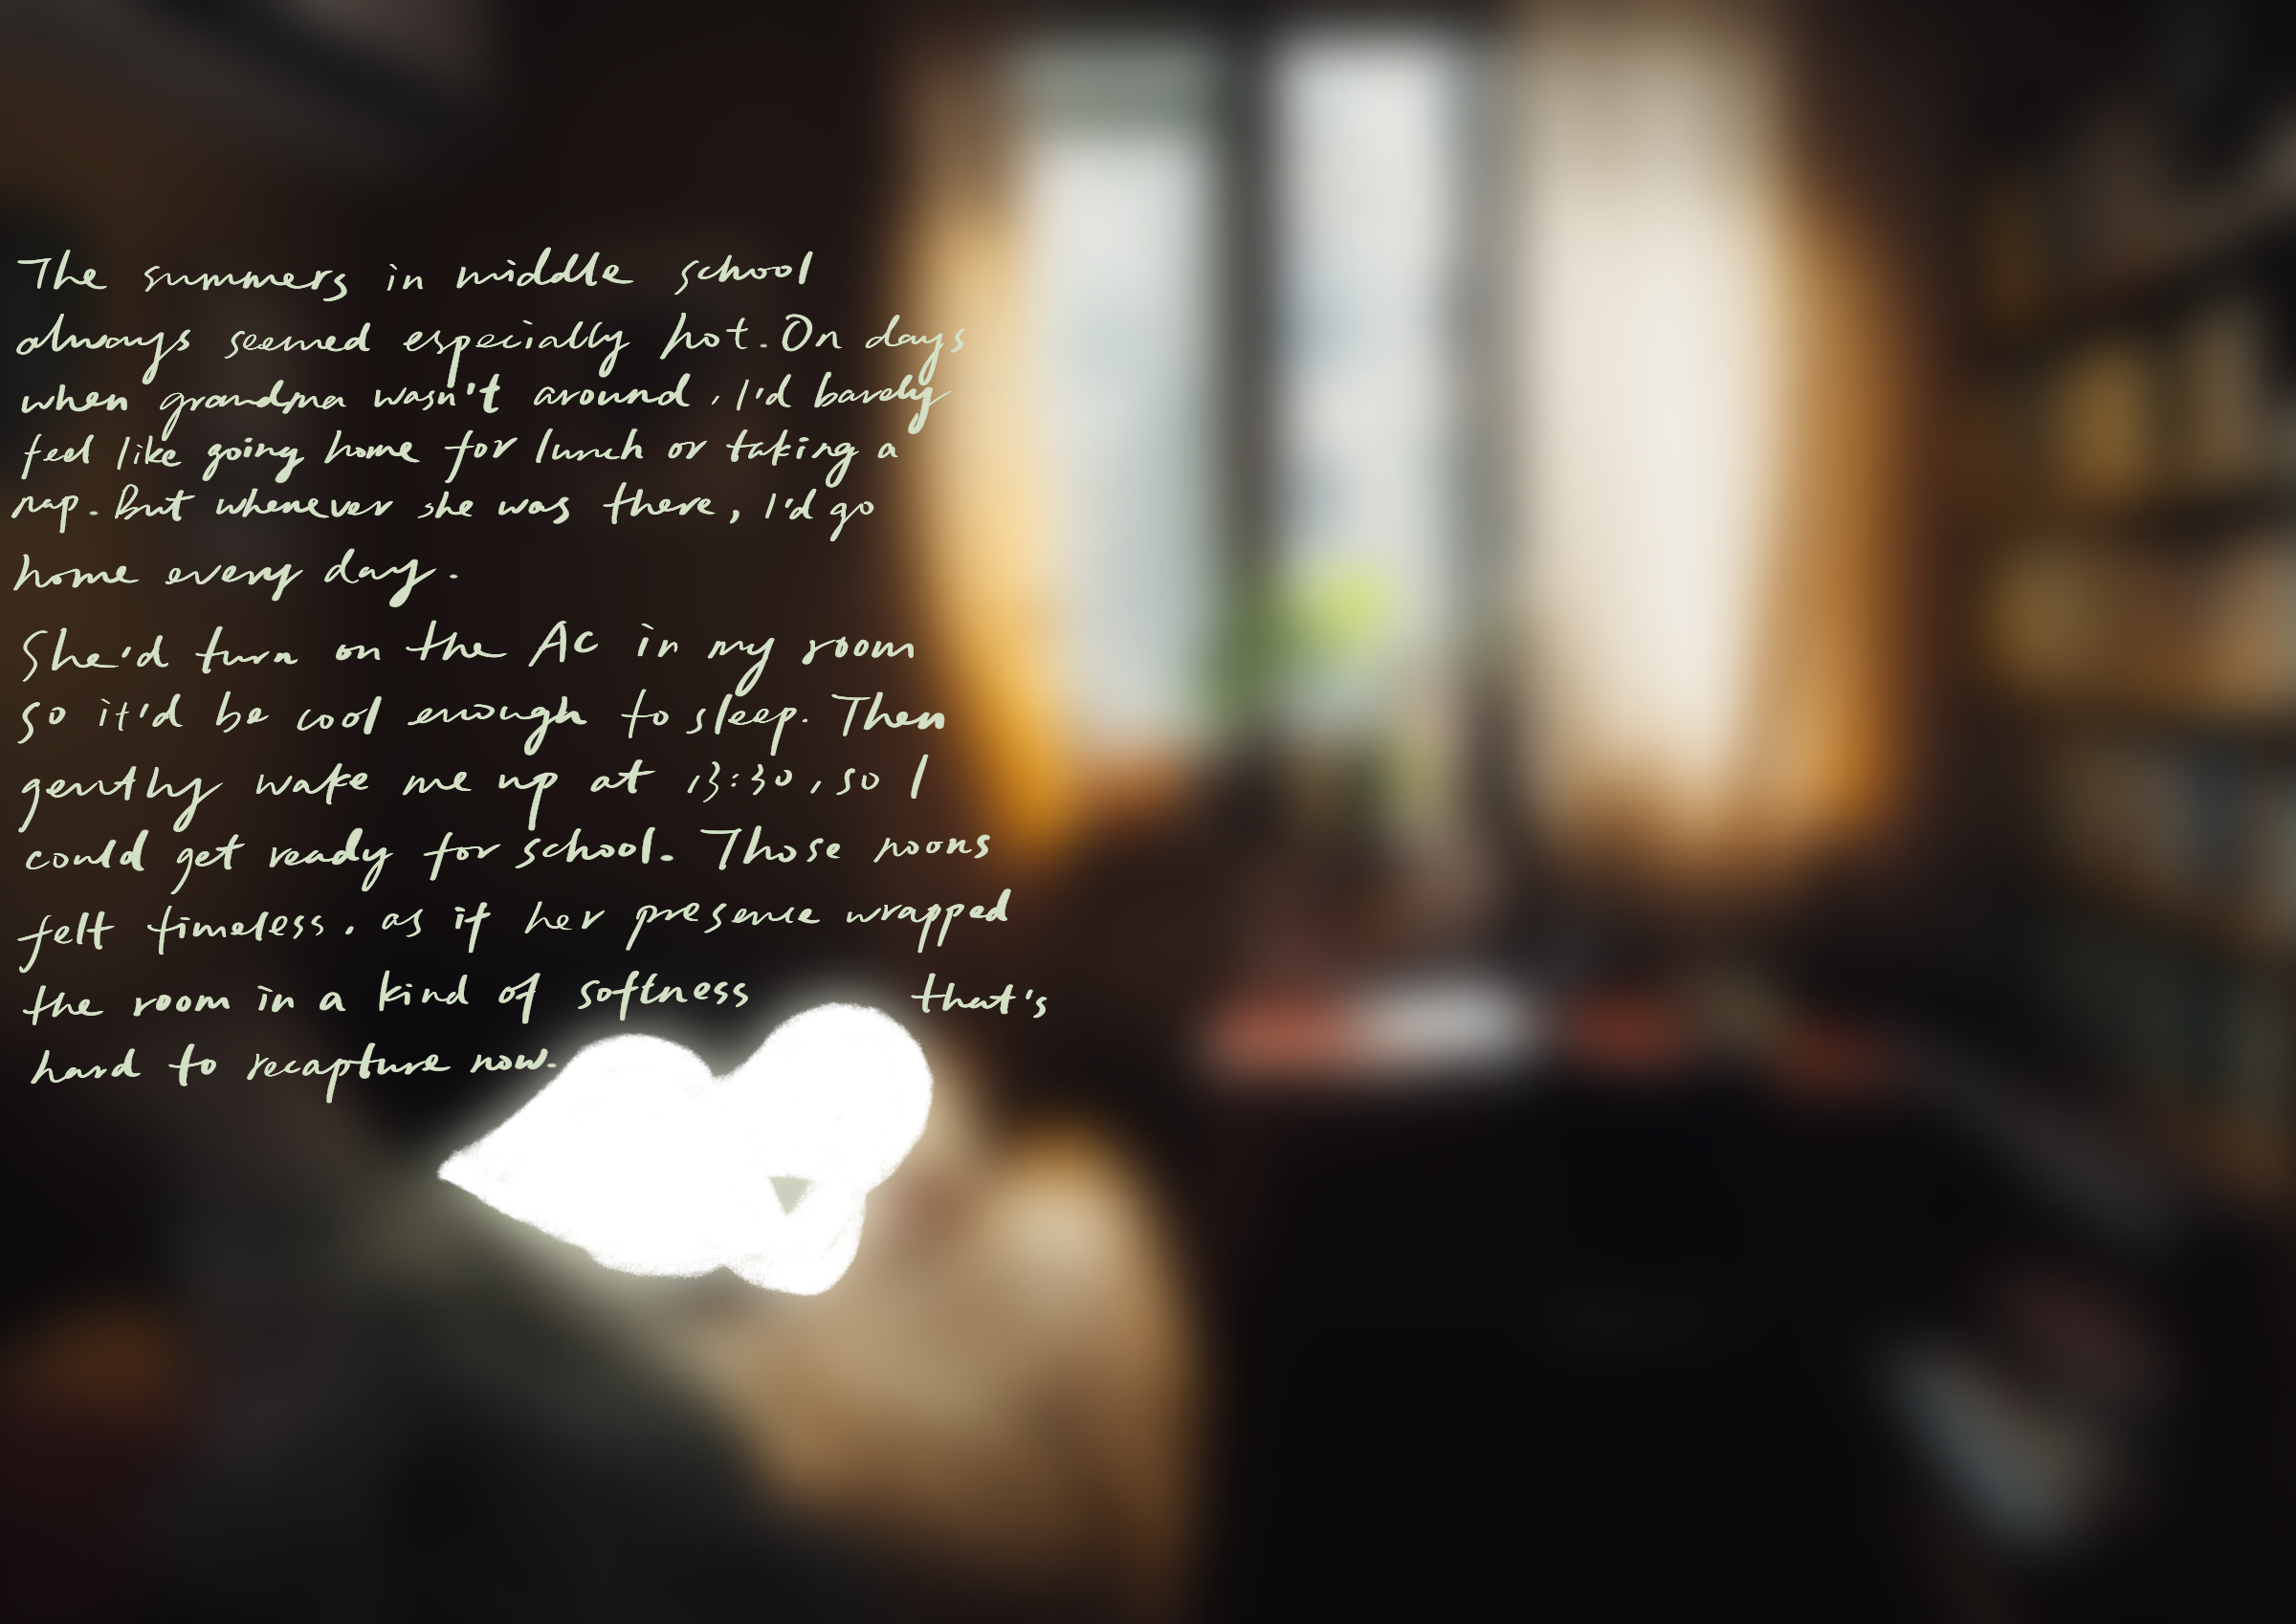 The summers in middle school
always seemed especially hot. On days
when grandma wasn't around, I'd barely
feel like going home for lunch or taking a
nap. But whenever she was there, I'd go
home every day.
She'd turn on the AC in my room
so it'd be cool enough to sleep. Then
gently wake me up at 13:30, so I
could get ready for school. Those noons
felt timeless. as if her presence wrapped
the room in a kind of softness that's
hard to recapture now.